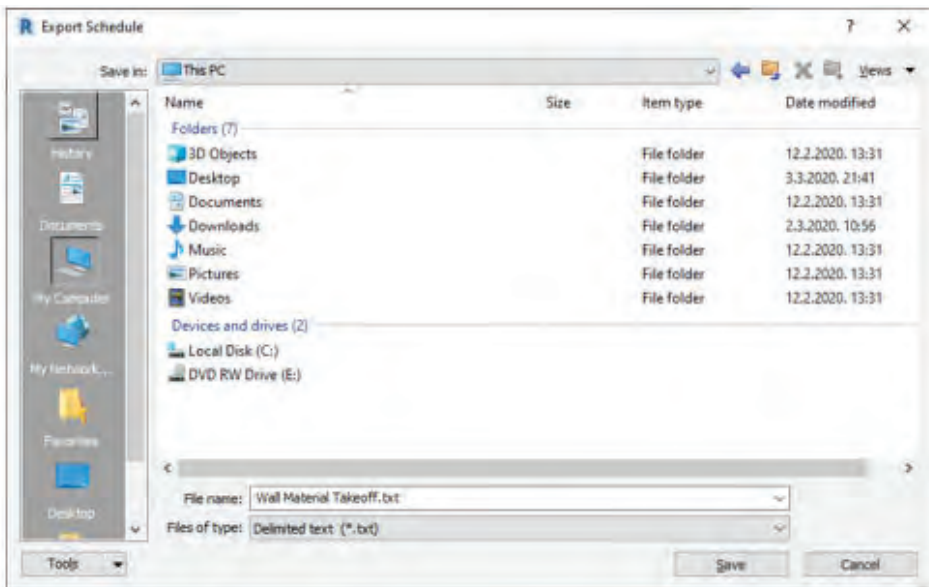 Export Schedule
Save in: This PC Views
Name Size Item type Date modified
Folders (7)
3D Objects File folder 12.2.2020. 13:31
Desktop File folder 3.3.2020. 21:41
Documents File folder 12.2.2020. 13:31
Downloads File folder 2.3.2020. 10:56
Music File folder 12.2.2020. 13:31
Pictures File folder 12.2.2020. 13:31
Videos File folder 12.2.2020. 13:31
Devices and drives (2)
Local Disk (C:)
DVD RW Drive (E:)
History
Documents
My Computer
My Network...
Favorites
Desktop
File name: Wall Material Takeoff.txt
Files of type: Delimited text (*.txt)
Tools Save Cancel